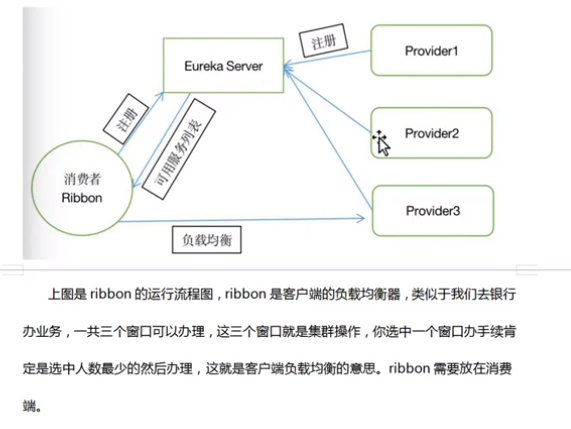 注册
Provider1
Eureka Server
注册
可用服务列表
Provider2
消费者
Ribbon
Provider3
负载均衡
上图是 ribbon 的运行流程图，ribbon 是客户端的负载均衡器，类似于我们去银行
办业务，一共三个窗口可以办理，这三个窗口就是集群操作，你选中一个窗口办手续肯
定是选中人数最少的然后办理，这就是客户端负载均衡的意思。ribbon 需要放在消费
端。